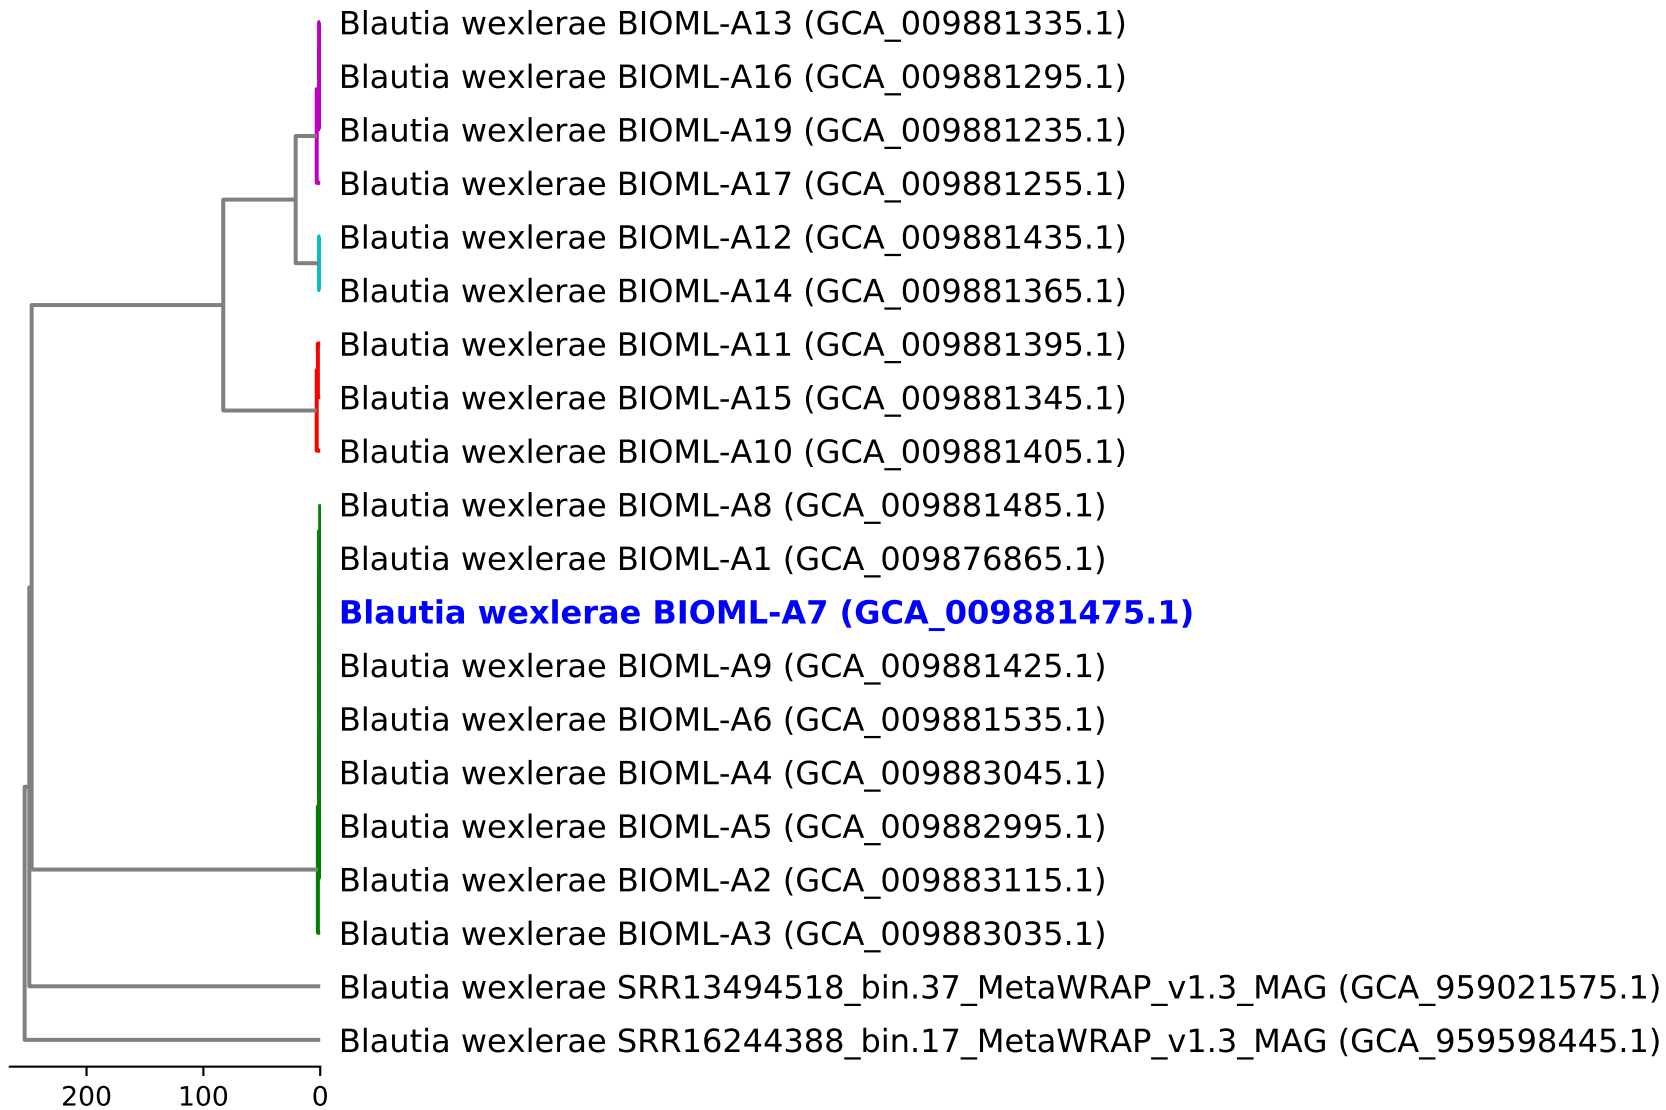 Blautia wexlerae BIOML-A13 (GCA_009881335.1)
Blautia wexlerae BIOML-A16 (GCA_009881295.1)
Blautia wexlerae BIOML-A19 (GCA_009881235.1)
Blautia wexlerae BIOML-A17 (GCA_009881255.1)
Blautia wexlerae BIOML-A12 (GCA_009881435.1)
Blautia wexlerae BIOML-A14 (GCA_009881365.1)
Blautia wexlerae BIOML-A11 (GCA_009881395.1)
Blautia wexlerae BIOML-A15 (GCA_009881345.1)
Blautia wexlerae BIOML-A10 (GCA_009881405.1)
Blautia wexlerae BIOML-A8 (GCA_009881485.1)
Blautia wexlerae BIOML-A1 (GCA_009876865.1)
Blautia wexlerae BIOML-A7 (GCA_009881475.1)
Blautia wexlerae BIOML-A9 (GCA_009881425.1)
Blautia wexlerae BIOML-A6 (GCA_009881535.1)
Blautia wexlerae BIOML-A4 (GCA_009883045.1)
Blautia wexlerae BIOML-A5 (GCA_009882995.1)
Blautia wexlerae BIOML-A2 (GCA_009883115.1)
Blautia wexlerae BIOML-A3 (GCA_009883035.1)
Blautia wexlerae SRR13494518_bin.37_MetaWRAP_v1.3_MAG (GCA_959021575.1)
Blautia wexlerae SRR16244388_bin.17_MetaWRAP_v1.3_MAG (GCA_959598445.1)
200 100 0